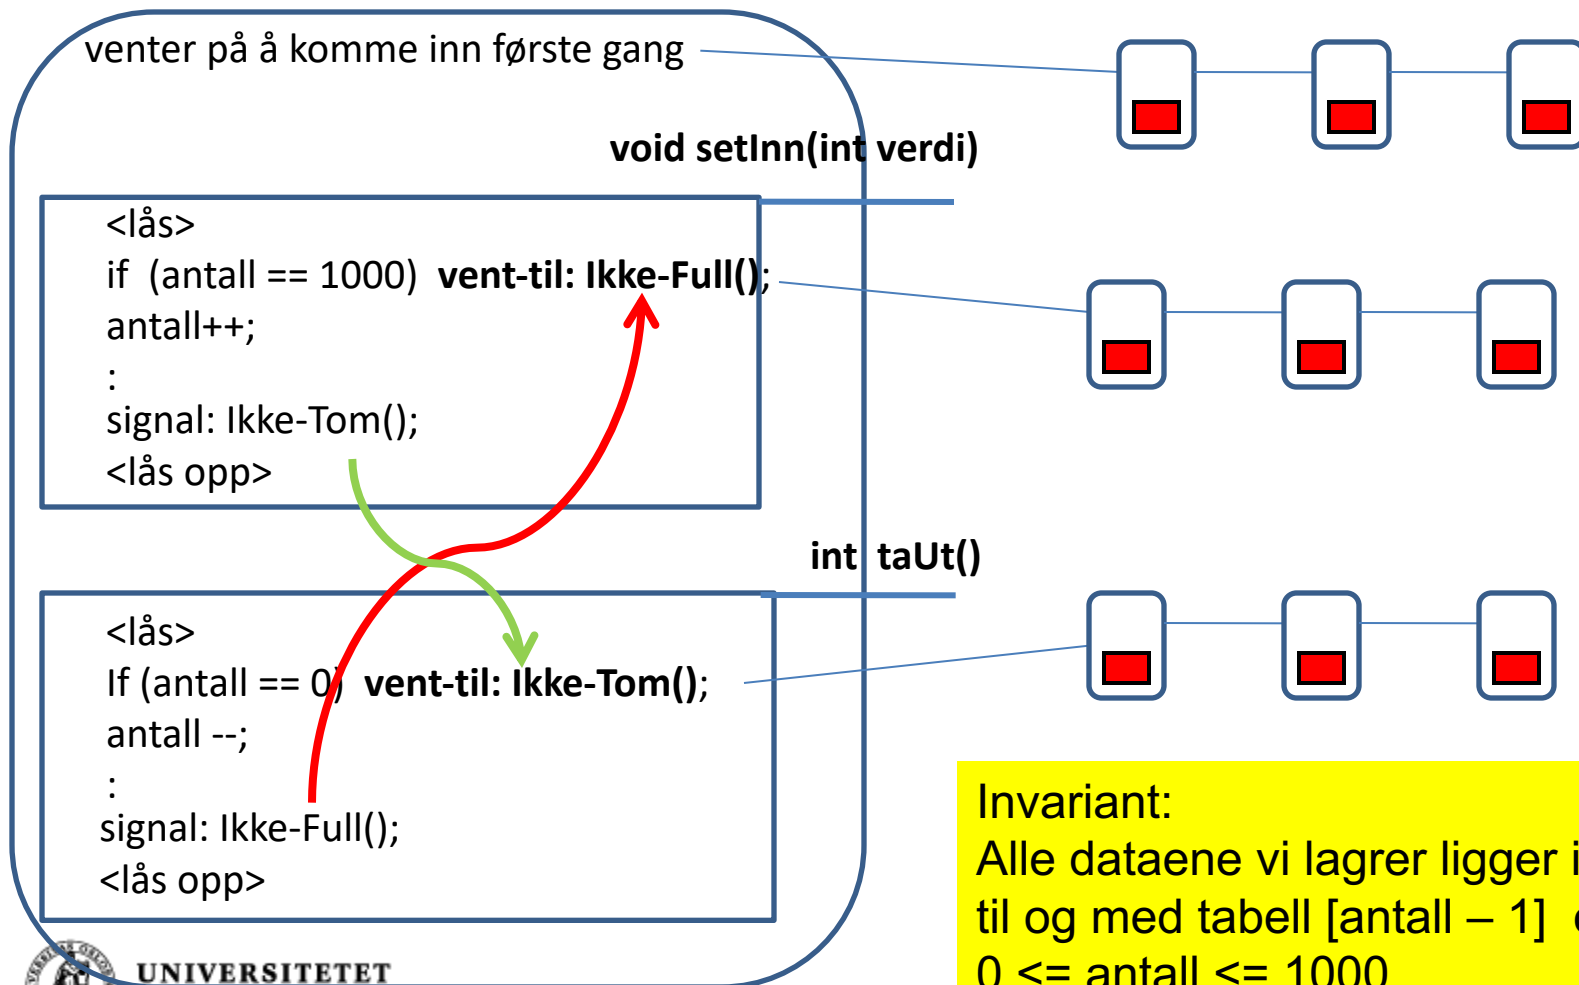 venter på å komme inn første gang
void setInn(int verdi)
<lås>
if (antall == 1000) vent-til: Ikke-Full();
antall++;
:
signal: Ikke-Tom();
<lås opp>
int taUt()
<lås>
If (antall == 0) vent-til: Ikke-Tom();
antall --;
:
signal: Ikke-Full();
<lås opp>
Invariant:
Alle dataene vi lagrer ligger i
til og med tabell [antall – 1]
0 <= antall <= 1000
UNIVERSITETET